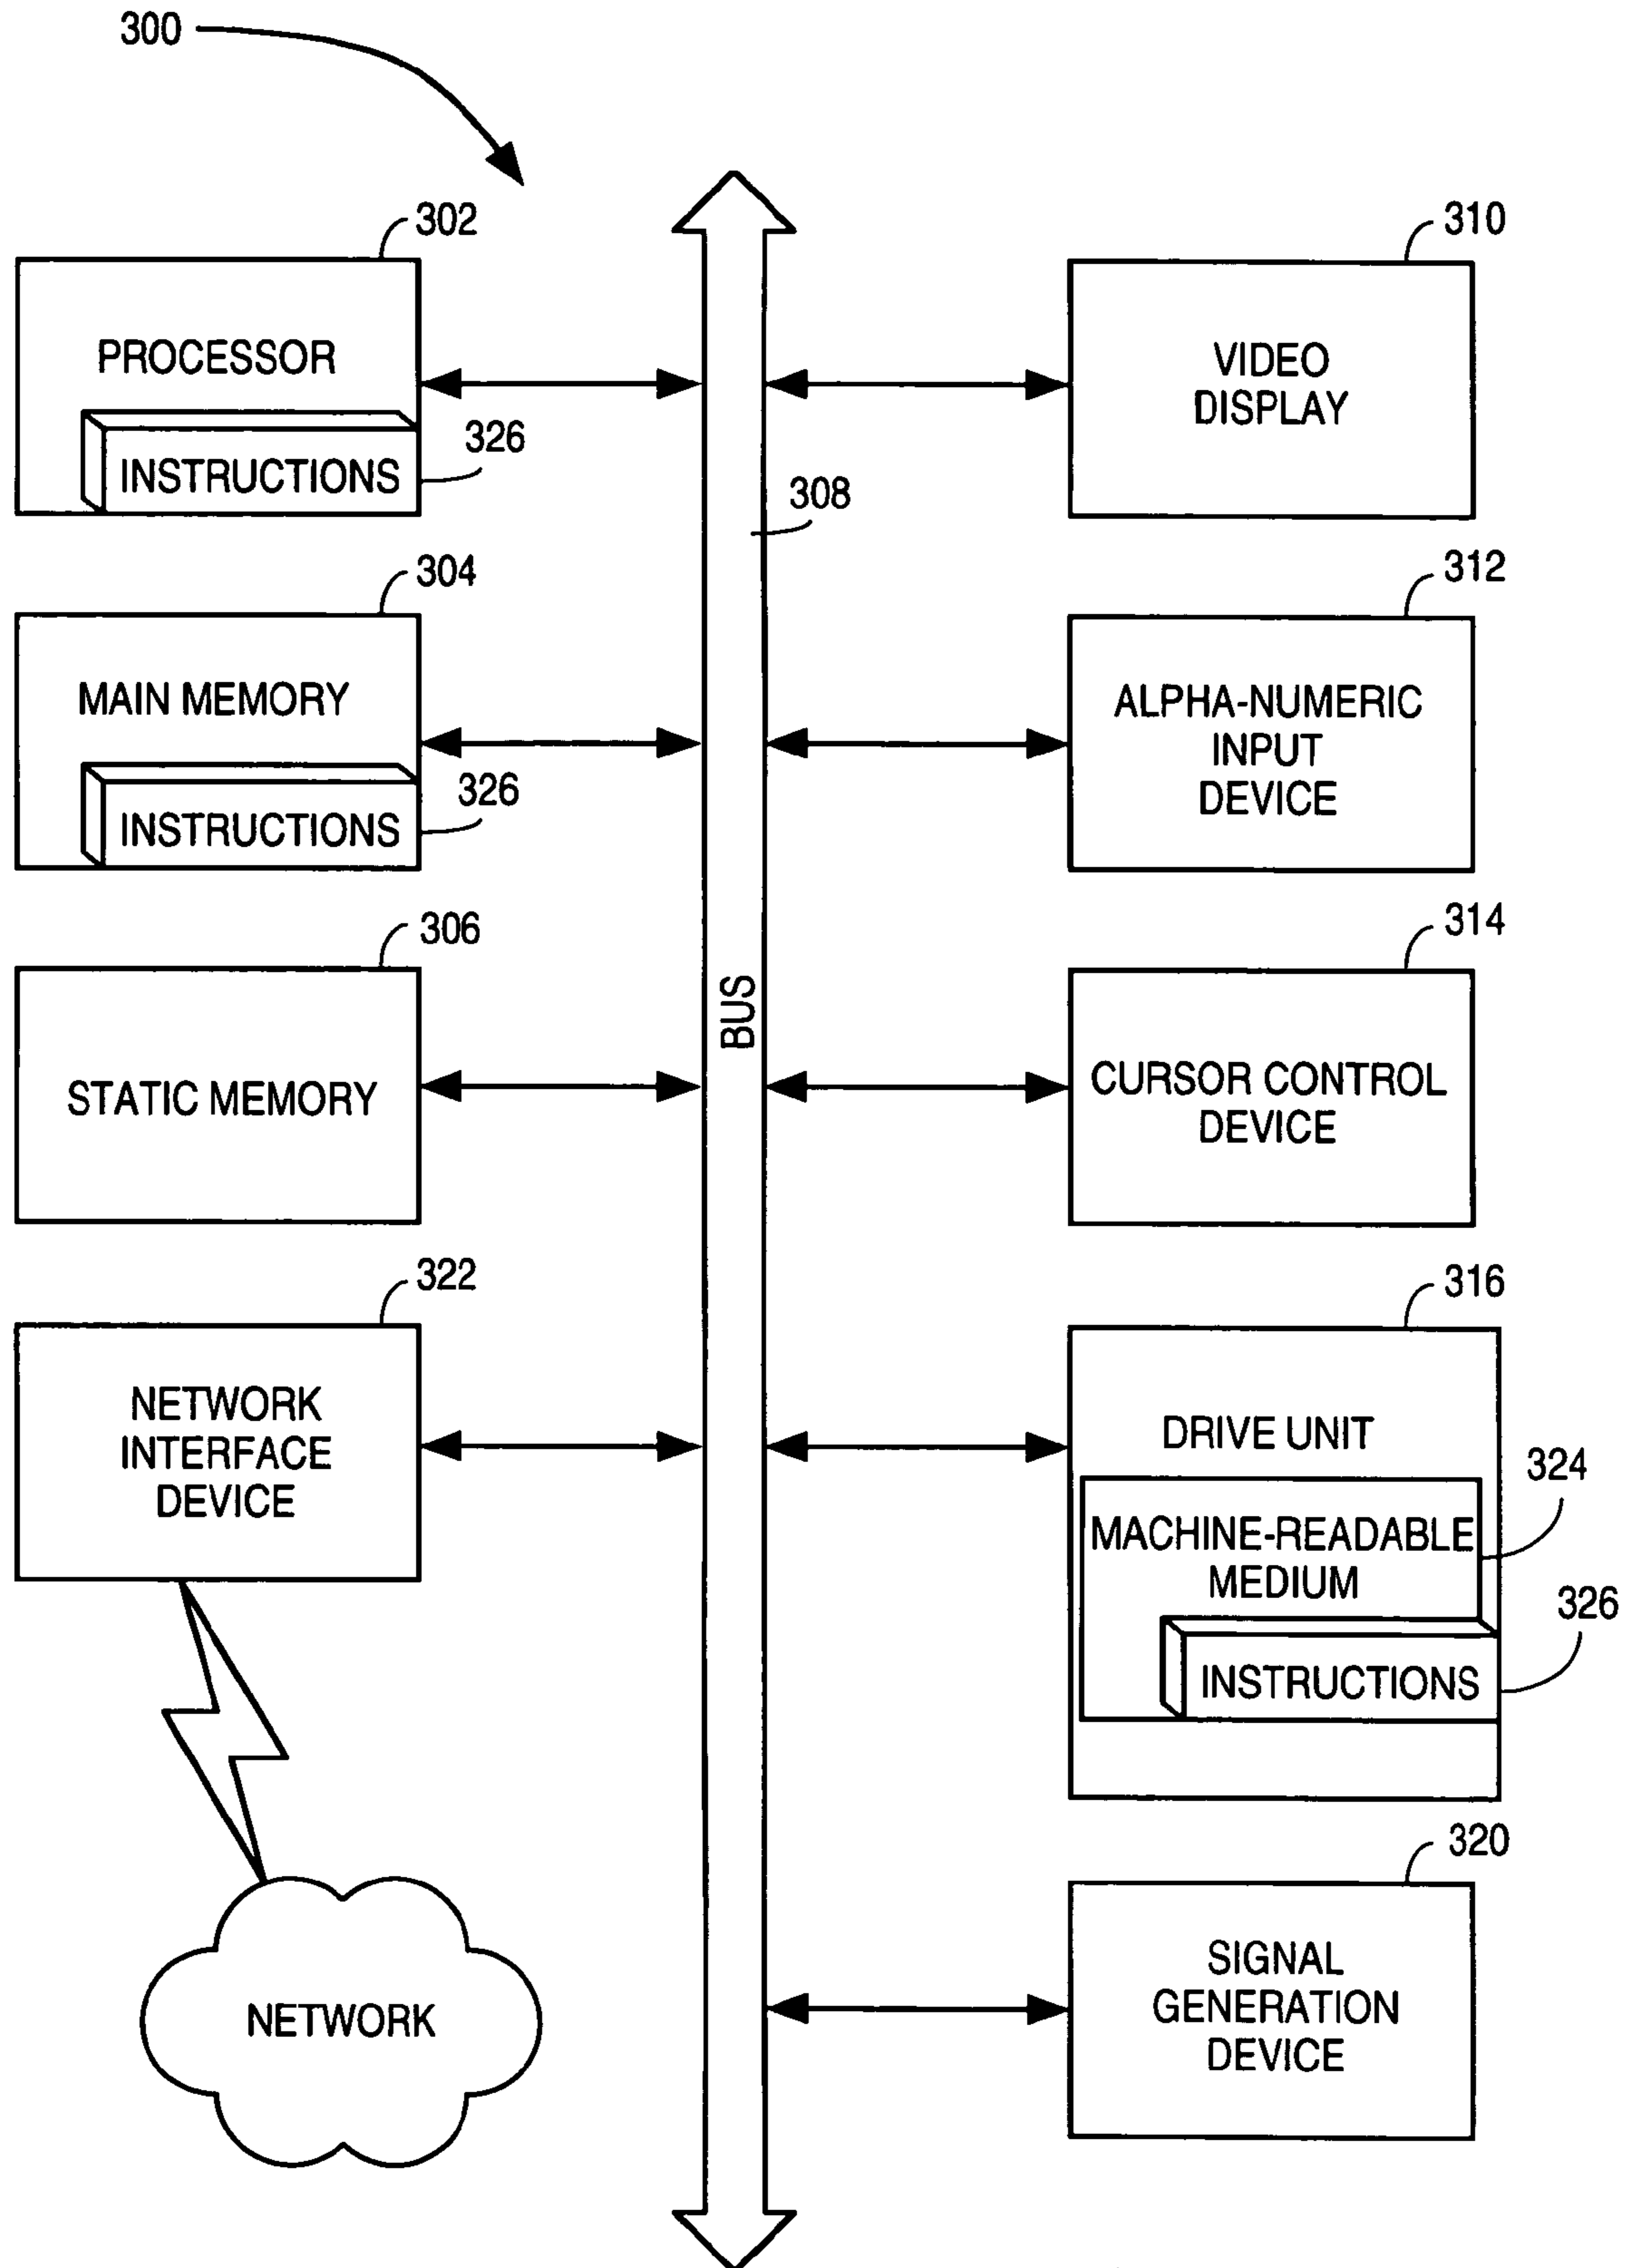 300
302
PROCESSOR
326
INSTRUCTIONS
304
MAIN MEMORY
326
INSTRUCTIONS
306
STATIC MEMORY
322
NETWORK
INTERFACE
DEVICE
NETWORK
308
BUS
310
VIDEO
DISPLAY
312
ALPHA-NUMERIC
INPUT
DEVICE
314
CURSOR CONTROL
DEVICE
316
DRIVE UNIT
324
MACHINE-READABLE
MEDIUM
326
INSTRUCTIONS
320
SIGNAL
GENERATION
DEVICE